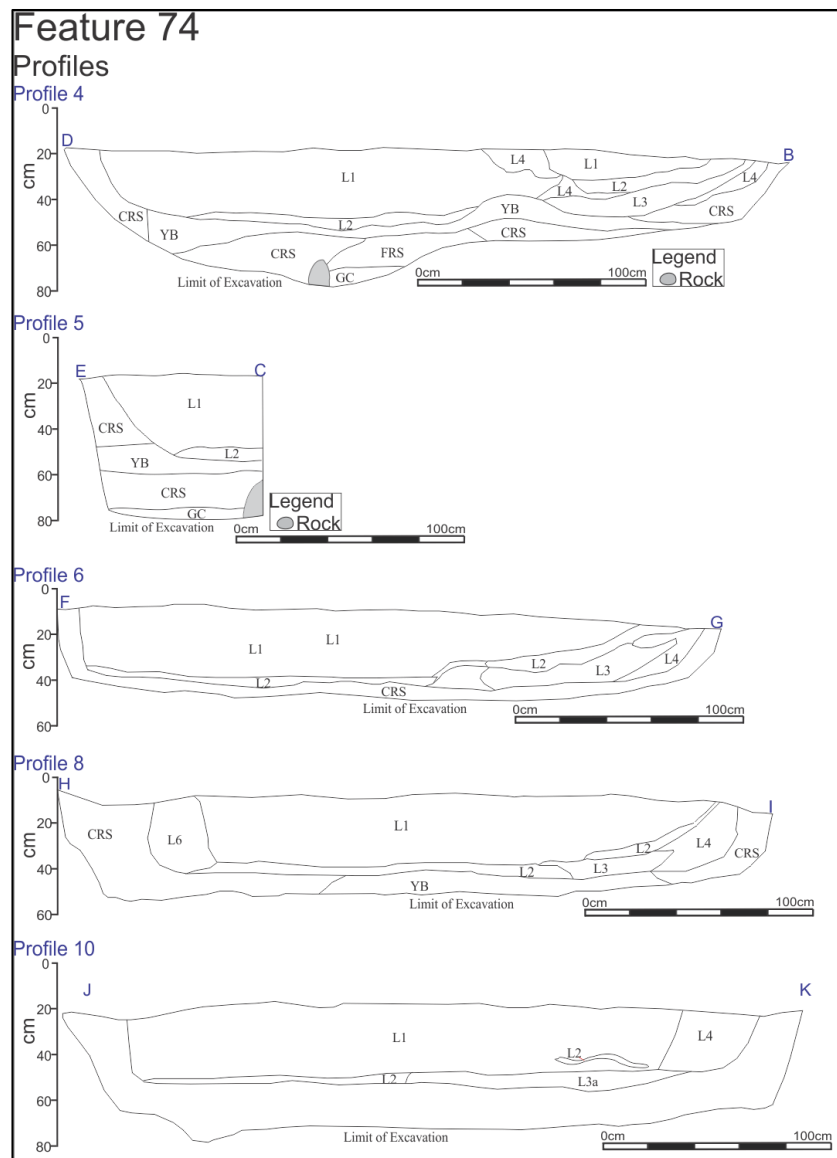 Feature 74
Profiles
Profile 4
0
20
40
60
80
cm
D
B
L4
L1
L1
L4
L2
L4
L3
CRS
YB
YB
CRS
L2
CRS
CRS
FRS
GC
Limit of Excavation
0cm
100cm
Legend
Rock
Profile 5
0
20
40
60
80
cm
E
C
L1
CRS
L2
YB
CRS
GC
Limit of Excavation
Legend
Rock
0cm
100cm
Profile 6
0
20
40
60
cm
F
G
L1
L1
L2
L4
L3
L2
CRS
Limit of Excavation
0cm
100cm
Profile 8
0
20
40
60
cm
H
I
CRS
L6
L1
L4
L2
CRS
L2
L3
YB
Limit of Excavation
0cm
100cm
Profile 10
0
20
40
60
80
cm
J
K
L1
L4
L2
L2
L3a
Limit of Excavation
0cm
100cm